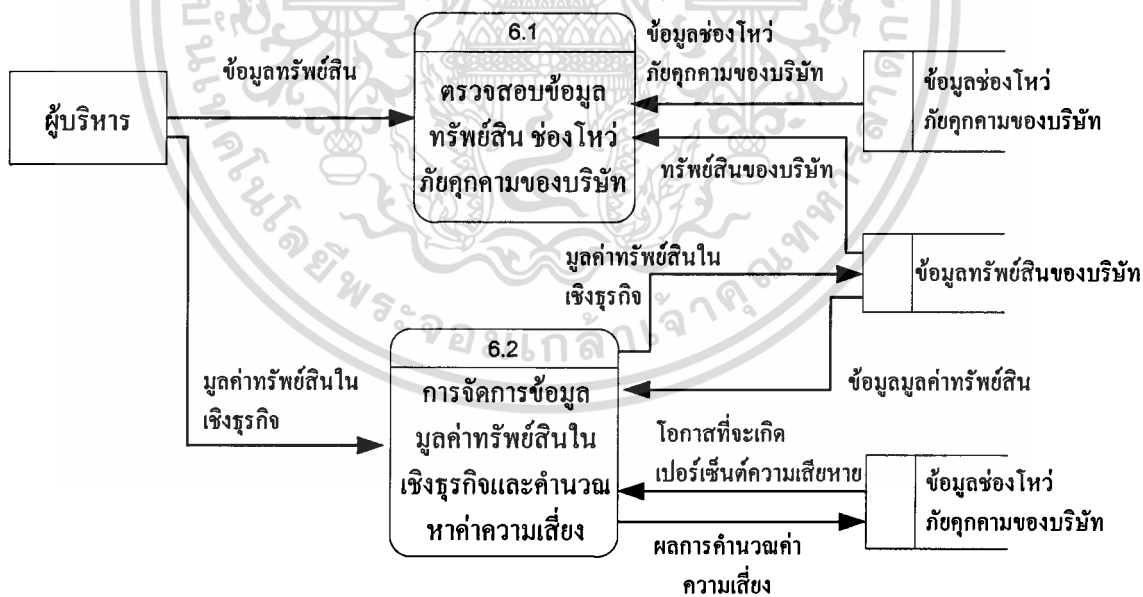 6.1
ข้อมูลช่องโหว่
ภัยคุกคามของบริษัท
ข้อมูลทรัพย์สิน
ผู้บริหาร
ตรวจสอบข้อมูล
ทรัพย์สิน ช่องโหว่
ภัยคุกคามของบริษัท
ข้อมูลช่องโหว่
ภัยคุกคามของบริษัท
ทรัพย์สินของบริษัท
มูลค่าทรัพย์สินใน
เชิงธุรกิจ
ข้อมูลทรัพย์สินของบริษัท
6.2
การจัดการข้อมูล
มูลค่าทรัพย์สินใน
เชิงธุรกิจและคำนวณ
หาค่าความเสี่ยง
มูลค่าทรัพย์สินใน
เชิงธุรกิจ
ข้อมูลมูลค่าทรัพย์สิน
โอกาสที่จะเกิด
เปอร์เซ็นต์ความเสียหาย
ข้อมูลช่องโหว่
ภัยคุกคามของบริษัท
ผลการคำนวณค่า
ความเสี่ยง